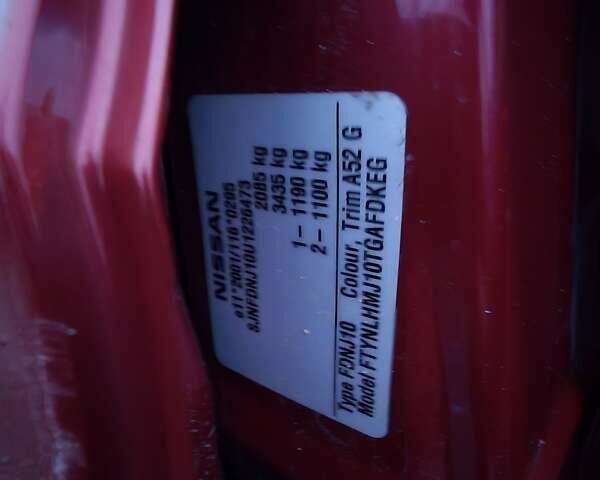 NISSAN
e11*2001/116*0295
SJNFDNJ10U1226473
2085 kg
3435 kg
1 – 1190 kg
2 – 1100 kg
Type FDNJ10 Colour, Trim A52 G
Model FTYNLHMJ10TGAFDKEG